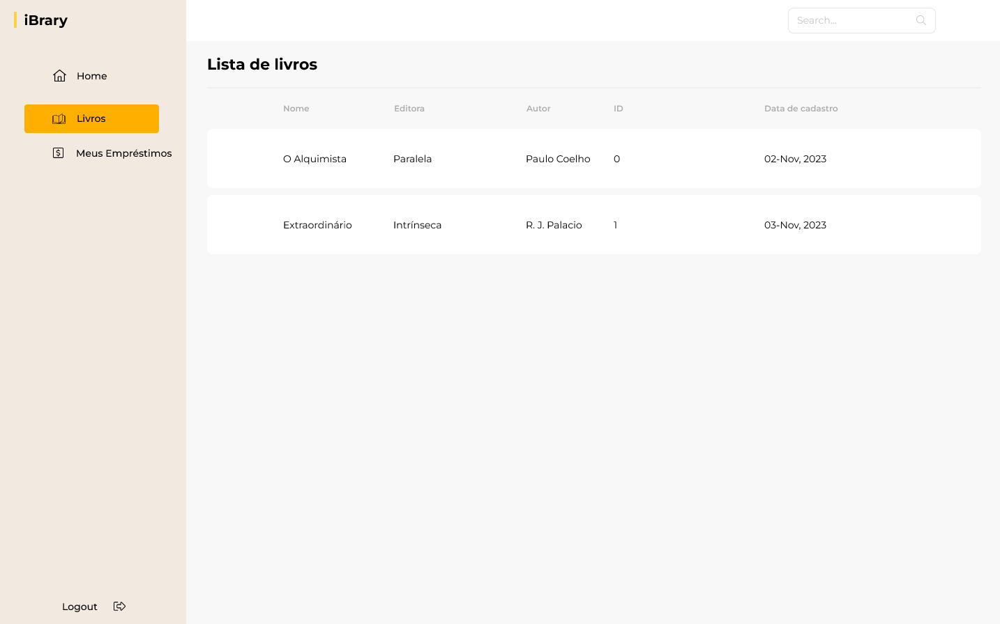 iBrary
Search...
Home
Livros
Meus Empréstimos
Logout
Lista de livros
Nome Editora Autor ID Data de cadastro
O Alquimista Paralela Paulo Coelho 0 02-Nov, 2023
Extraordinário Intrínseca R. J. Palacio 1 03-Nov, 2023